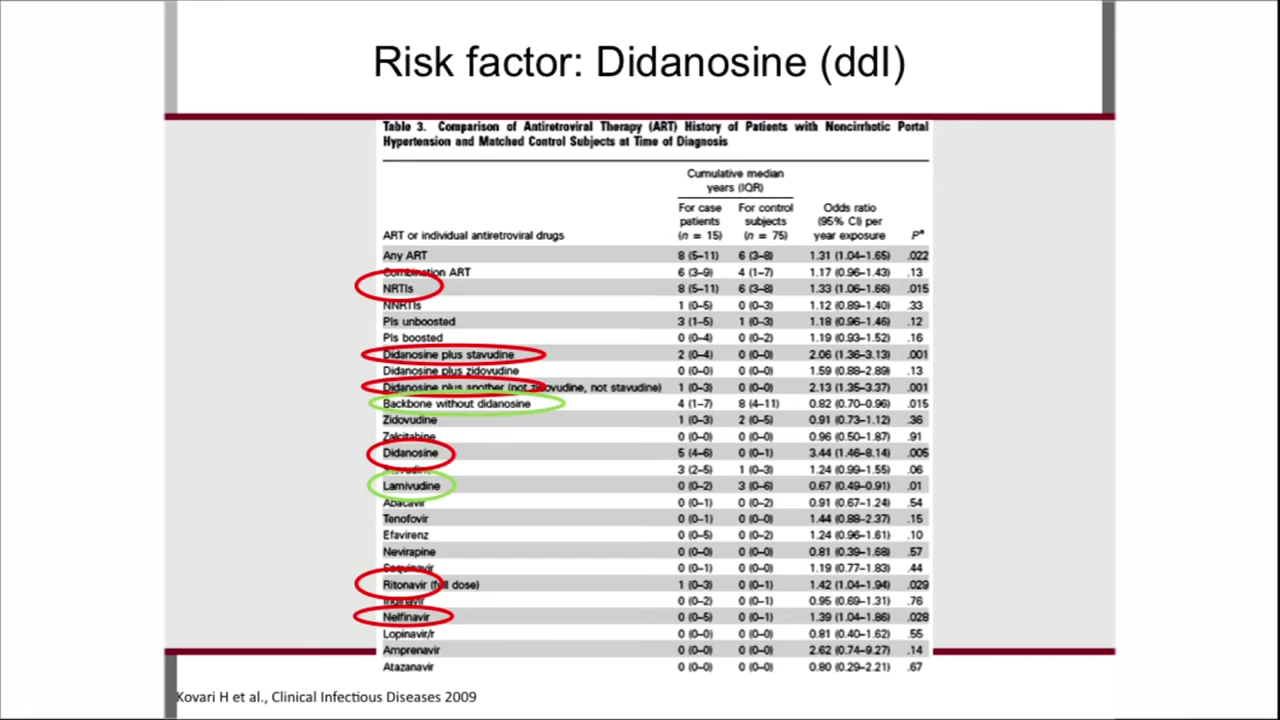 Risk factor: Didanosine (ddI)
Table 3. Comparison of Antiretroviral Therapy (ART) History of Patients with Noncirrhotic Portal
Hypertension and Matched Control Subjects at Time of Diagnosis
Cumulative median
years (IQR)
For case For control Odds ratio
patients subjects (95% CI) per
ART or individual antiretroviral drugs (n = 15) (n = 75) year exposure Pª
Any ART 8 (5–11) 6 (3–8) 1.31 (1.04–1.65) .022
Combination ART 6 (3–9) 4 (1–7) 1.17 (0.96–1.43) .13
NRTIs 8 (5–11) 6 (3–8) 1.33 (1.06–1.66) .015
NNRTIs 1 (0–5) 0 (0–3) 1.12 (0.89–1.40) .33
PIs unboosted 3 (1–5) 1 (0–3) 1.18 (0.96–1.46) .12
PIs boosted 0 (0–4) 0 (0–2) 1.19 (0.93–1.52) .16
Didanosine plus stavudine 2 (0–4) 0 (0–0) 2.06 (1.36–3.13) .001
Didanosine plus zidovudine 0 (0–0) 0 (0–0) 1.59 (0.88–2.89) .13
Didanosine plus another (not zidovudine, not stavudine) 1 (0–3) 0 (0–0) 2.13 (1.35–3.37) .001
Backbone without didanosine 4 (1–7) 8 (4–11) 0.82 (0.70–0.96) .015
Zidovudine 1 (0–3) 2 (0–5) 0.91 (0.73–1.12) .36
Zalcitabine 0 (0–0) 0 (0–0) 0.96 (0.50–1.87) .91
Didanosine 5 (4–6) 0 (0–1) 3.44 (1.46–8.14) .005
Stavudine 3 (2–5) 1 (0–3) 1.24 (0.99–1.55) .06
Lamivudine 0 (0–2) 3 (0–6) 0.67 (0.49–0.91) .01
Abacavir 0 (0–1) 0 (0–2) 0.91 (0.67–1.24) .54
Tenofovir 0 (0–1) 0 (0–0) 1.44 (0.88–2.37) .15
Efavirenz 0 (0–5) 0 (0–2) 1.24 (0.96–1.61) .10
Nevirapine 0 (0–0) 0 (0–0) 0.81 (0.39–1.68) .57
Saquinavir 0 (0–1) 0 (0–0) 1.19 (0.77–1.83) .44
Ritonavir (full dose) 1 (0–3) 0 (0–1) 1.42 (1.04–1.94) .029
Indinavir 0 (0–2) 0 (0–1) 0.95 (0.69–1.31) .76
Nelfinavir 0 (0–5) 0 (0–1) 1.39 (1.04–1.86) .028
Lopinavir/r 0 (0–0) 0 (0–0) 0.81 (0.40–1.62) .55
Amprenavir 0 (0–0) 0 (0–0) 2.62 (0.74–9.27) .14
Atazanavir 0 (0–0) 0 (0–0) 0.80 (0.29–2.21) .67
Kovari H et al., Clinical Infectious Diseases 2009